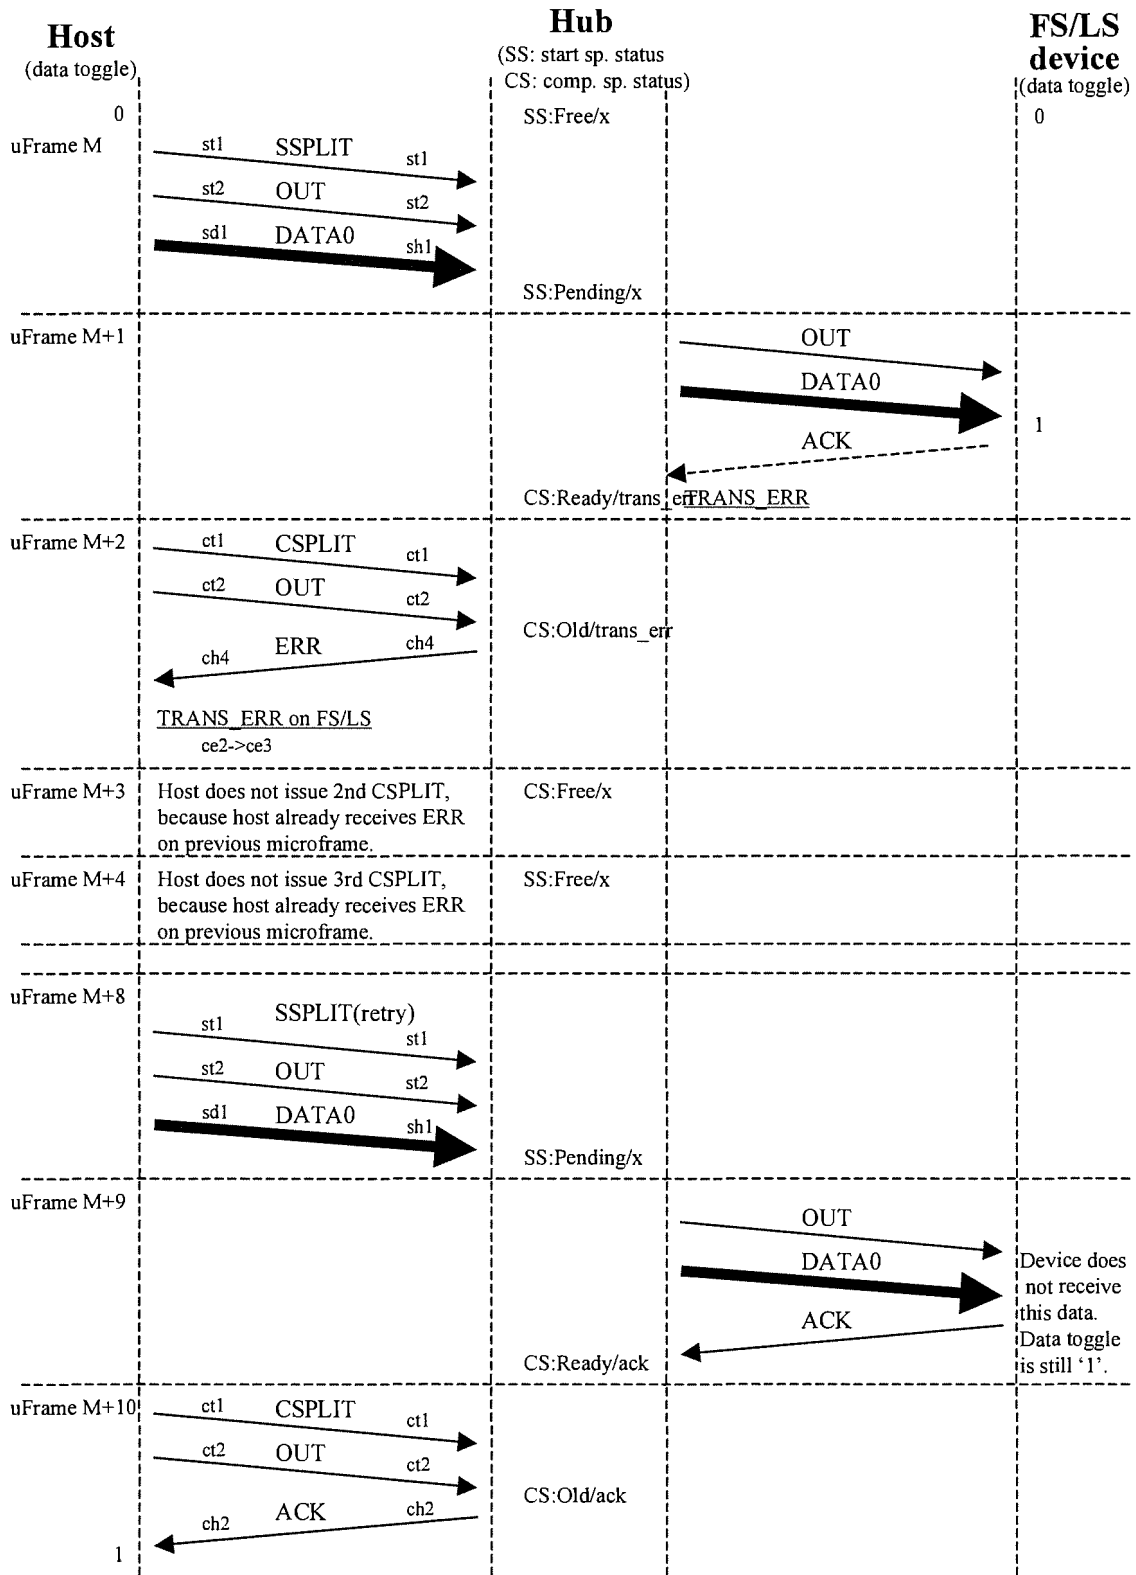 Host
(data toggle)
Hub
(SS: start sp. status
CS: comp. sp. status)
FS/LS
device
(data toggle)
0
SS:Free/x
0
uFrame M
st1 SSPLIT st1
st2 OUT st2
sd1 DATA0 sh1
SS:Pending/x
uFrame M+1
OUT
DATA0
1
ACK
CS:Ready/trans_err
TRANS_ERR
uFrame M+2
ct1 CSPLIT ct1
ct2 OUT ct2
CS:Old/trans_err
ch4 ERR ch4
TRANS_ERR on FS/LS
ce2->ce3
uFrame M+3
Host does not issue 2nd CSPLIT,
because host already receives ERR
on previous microframe.
CS:Free/x
uFrame M+4
Host does not issue 3rd CSPLIT,
because host already receives ERR
on previous microframe.
SS:Free/x
uFrame M+8
st1 SSPLIT(retry) st1
st2 OUT st2
sd1 DATA0 sh1
SS:Pending/x
uFrame M+9
OUT
DATA0
ACK
Device does
not receive
this data.
Data toggle
is still ‘1’.
CS:Ready/ack
uFrame M+10
ct1 CSPLIT ct1
ct2 OUT ct2
CS:Old/ack
ch2 ACK ch2
1